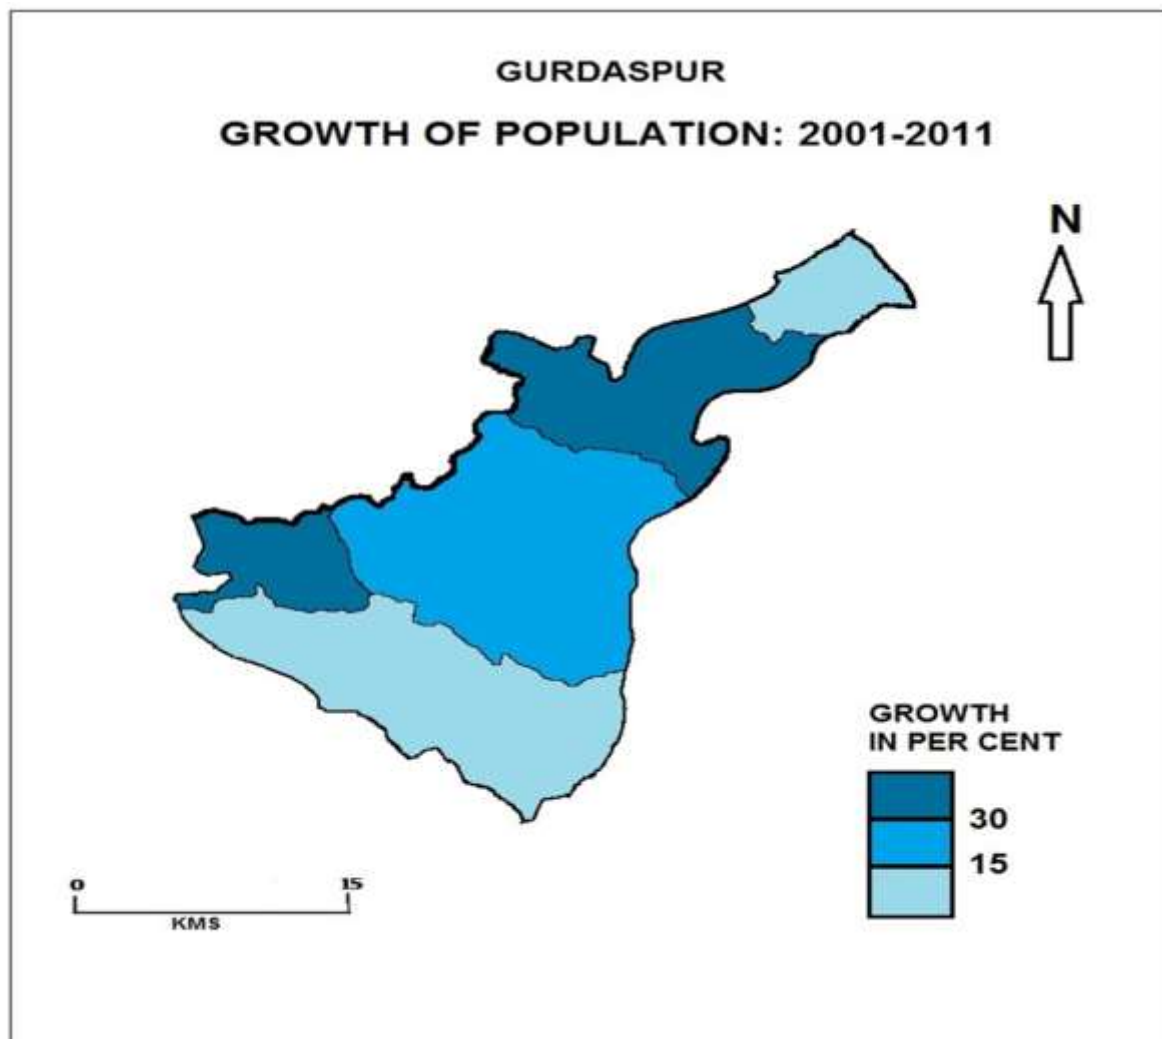 GURDASPUR
GROWTH OF POPULATION: 2001-2011
N
GROWTH
IN PER CENT
30
15
0 15
KMS